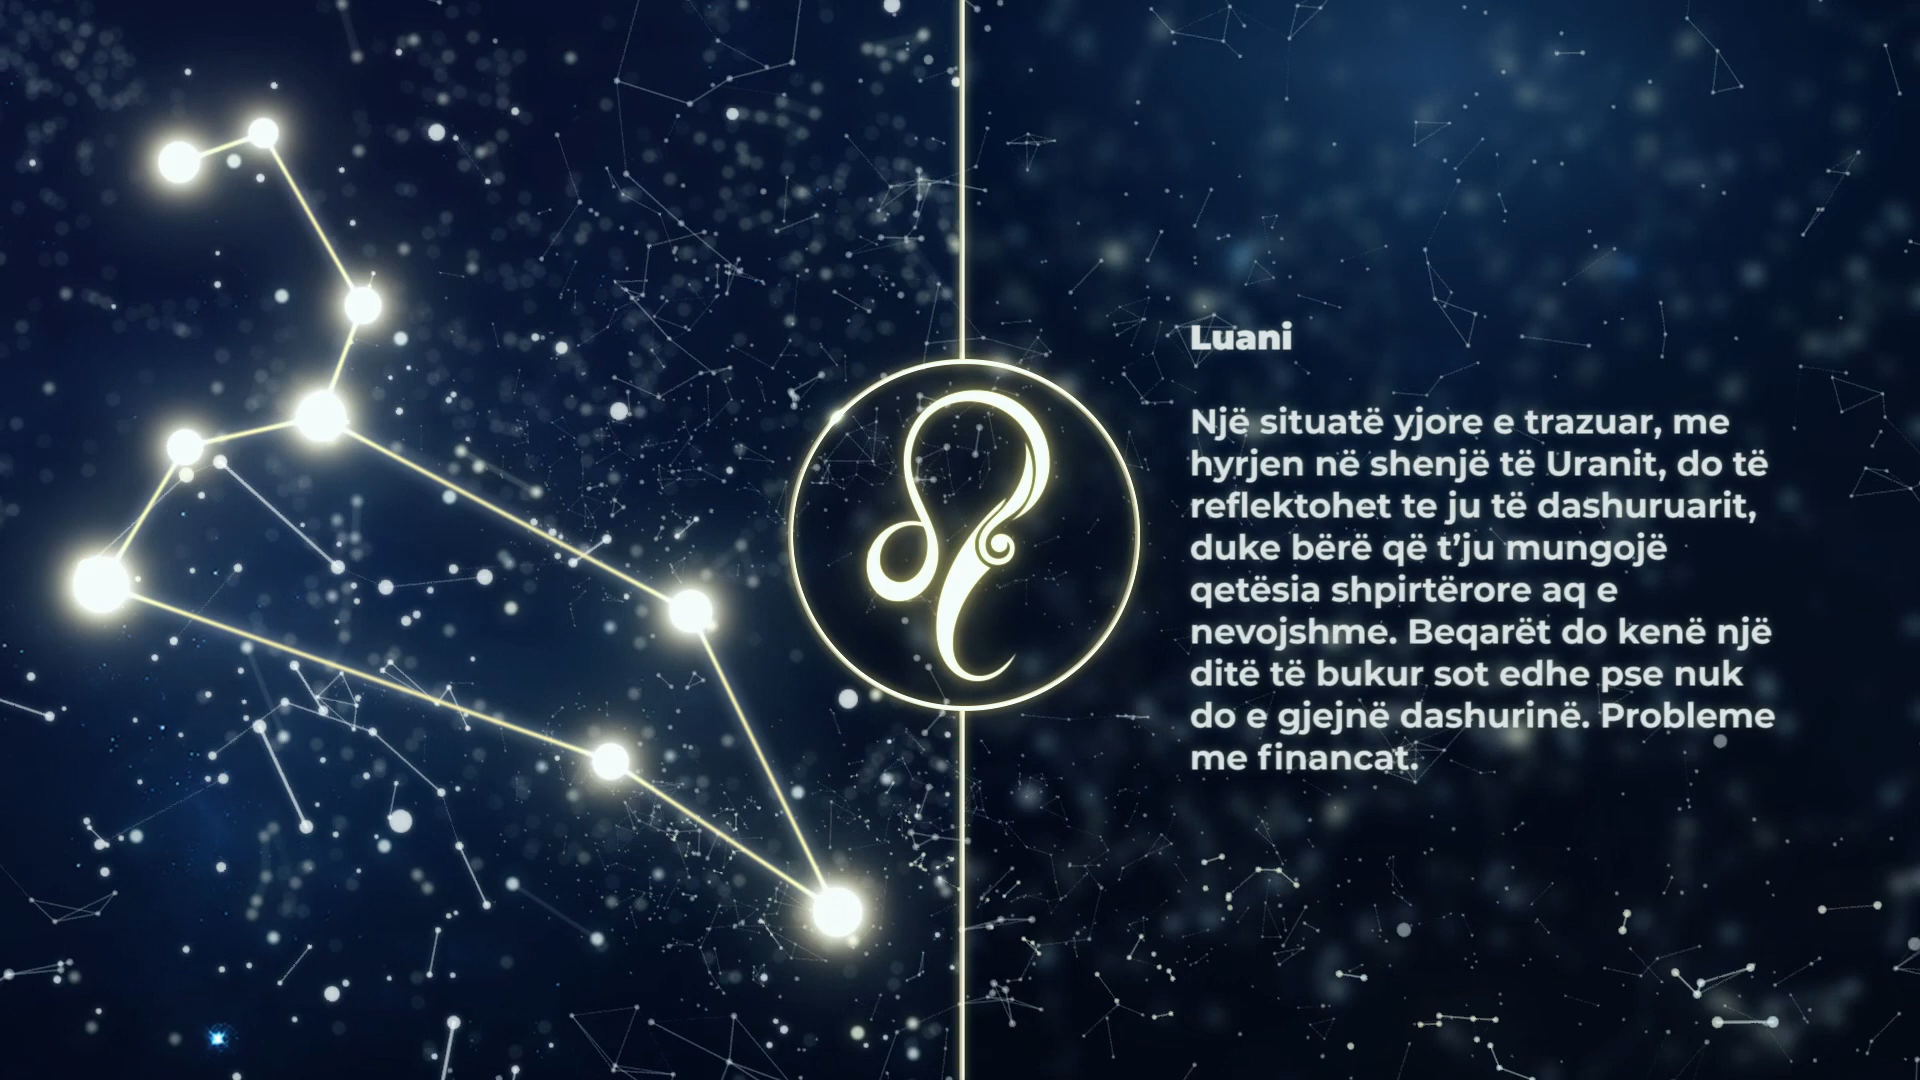 Luani
Një situatë yjore e trazuar, me
hyrjen në shenjë të Uranit, do të
reflektohet te ju të dashuruarit,
duke bërë që t’ju mungojë
qetësia shpirtërore aq e
nevojshme. Beqarët do kenë një
ditë të bukur sot edhe pse nuk
do e gjejnë dashurinë. Probleme
me financat.